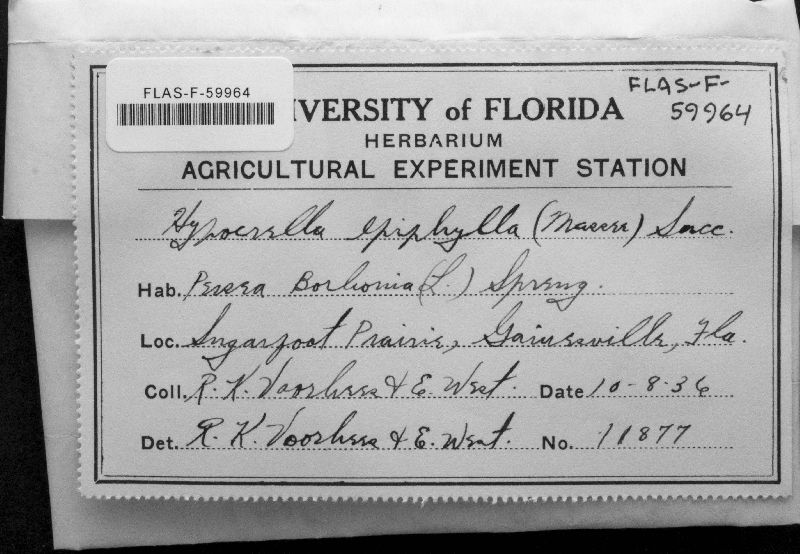 FLAS-F-59964
IVERSITY of FLORIDA
FLAS-F-
59964
HERBARIUM
AGRICULTURAL EXPERIMENT STATION
Hypocrella epiphylla (Massee) Sacc.
Hab. Persea Borbonia (L.) Spreng.
Loc. Sugarfoot Prairie, Gainesville, Fla.
Coll. R. K. Voorhees & E. West. Date 10-8-36
Det. R. K. Voorhees & E. West. No. 11877